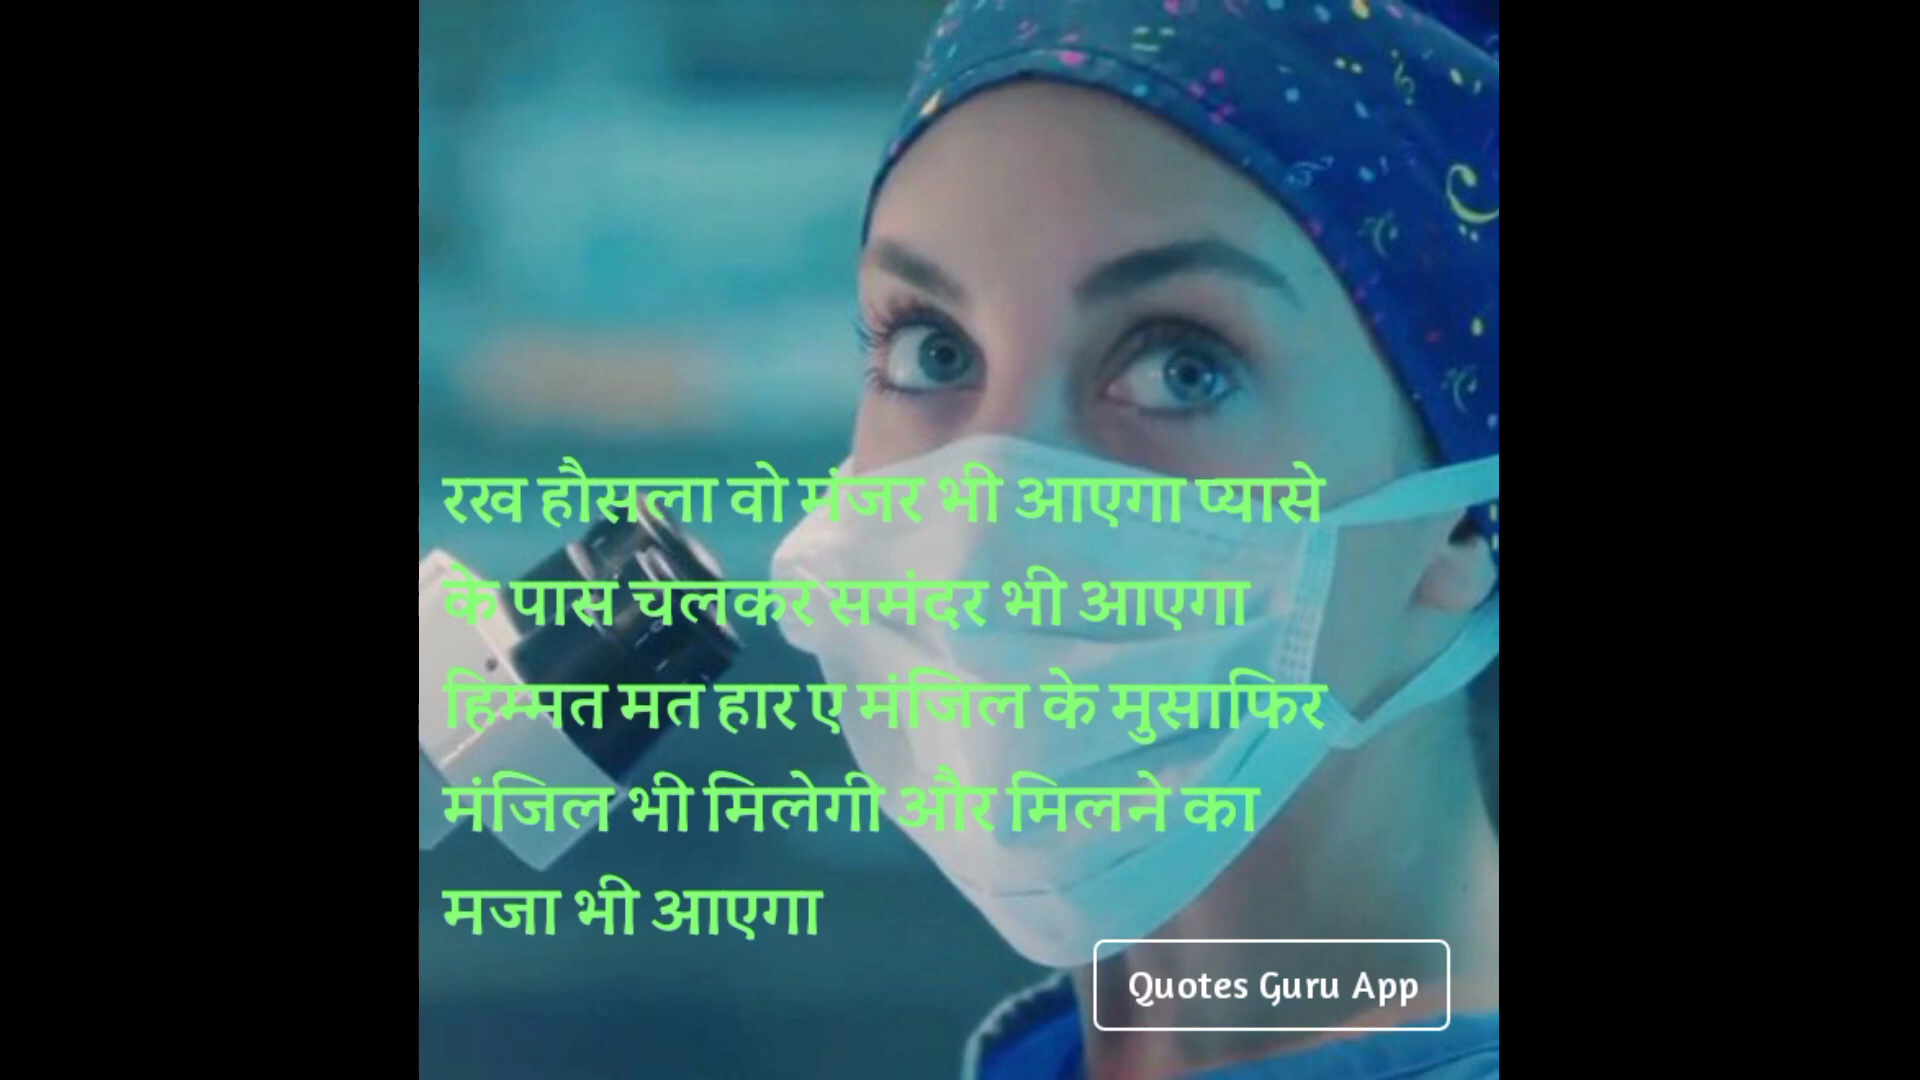 रख हौसला वो मंजर भी आएगा प्यासे
के पास चलकर समंदर भी आएगा
हिम्मत मत हार ए मंजिल के मुसाफिर
मंजिल भी मिलेगी और मिलने का
मजा भी आएगा
Quotes Guru App